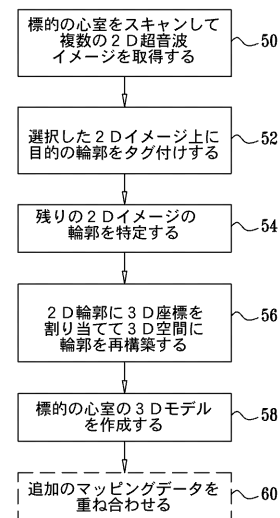 標的の心室をスキャンして
複数の2D超音波
イメージを取得する
50
選択した2Dイメージ上に
目的の輪郭をタグ付けする
52
残りの2Dイメージの
輪郭を特定する
54
2D輪郭に3D座標を
割り当てて3D空間に
輪郭を再構築する
56
標的の心室の3Dモデル
を作成する
58
追加のマッピングデータを
重ね合わせる
60